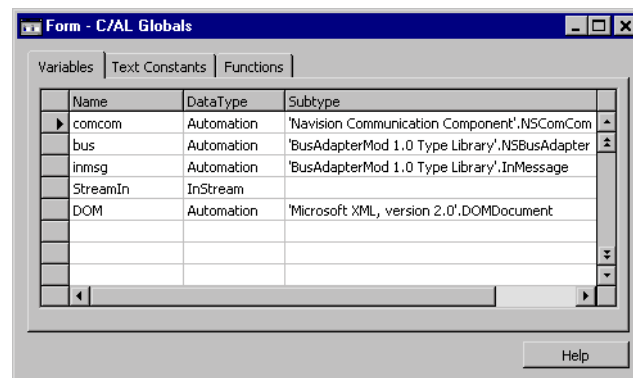 Form - C/AL Globals
Variables Text Constants Functions
Name DataType Subtype
comcom Automation 'Navision Communication Component'.NSComCom
bus Automation 'BusAdapterMod 1.0 Type Library'.NSBusAdapter
inmsg Automation 'BusAdapterMod 1.0 Type Library'.InMessage
StreamIn InStream
DOM Automation 'Microsoft XML, version 2.0'.DOMDocument
Help